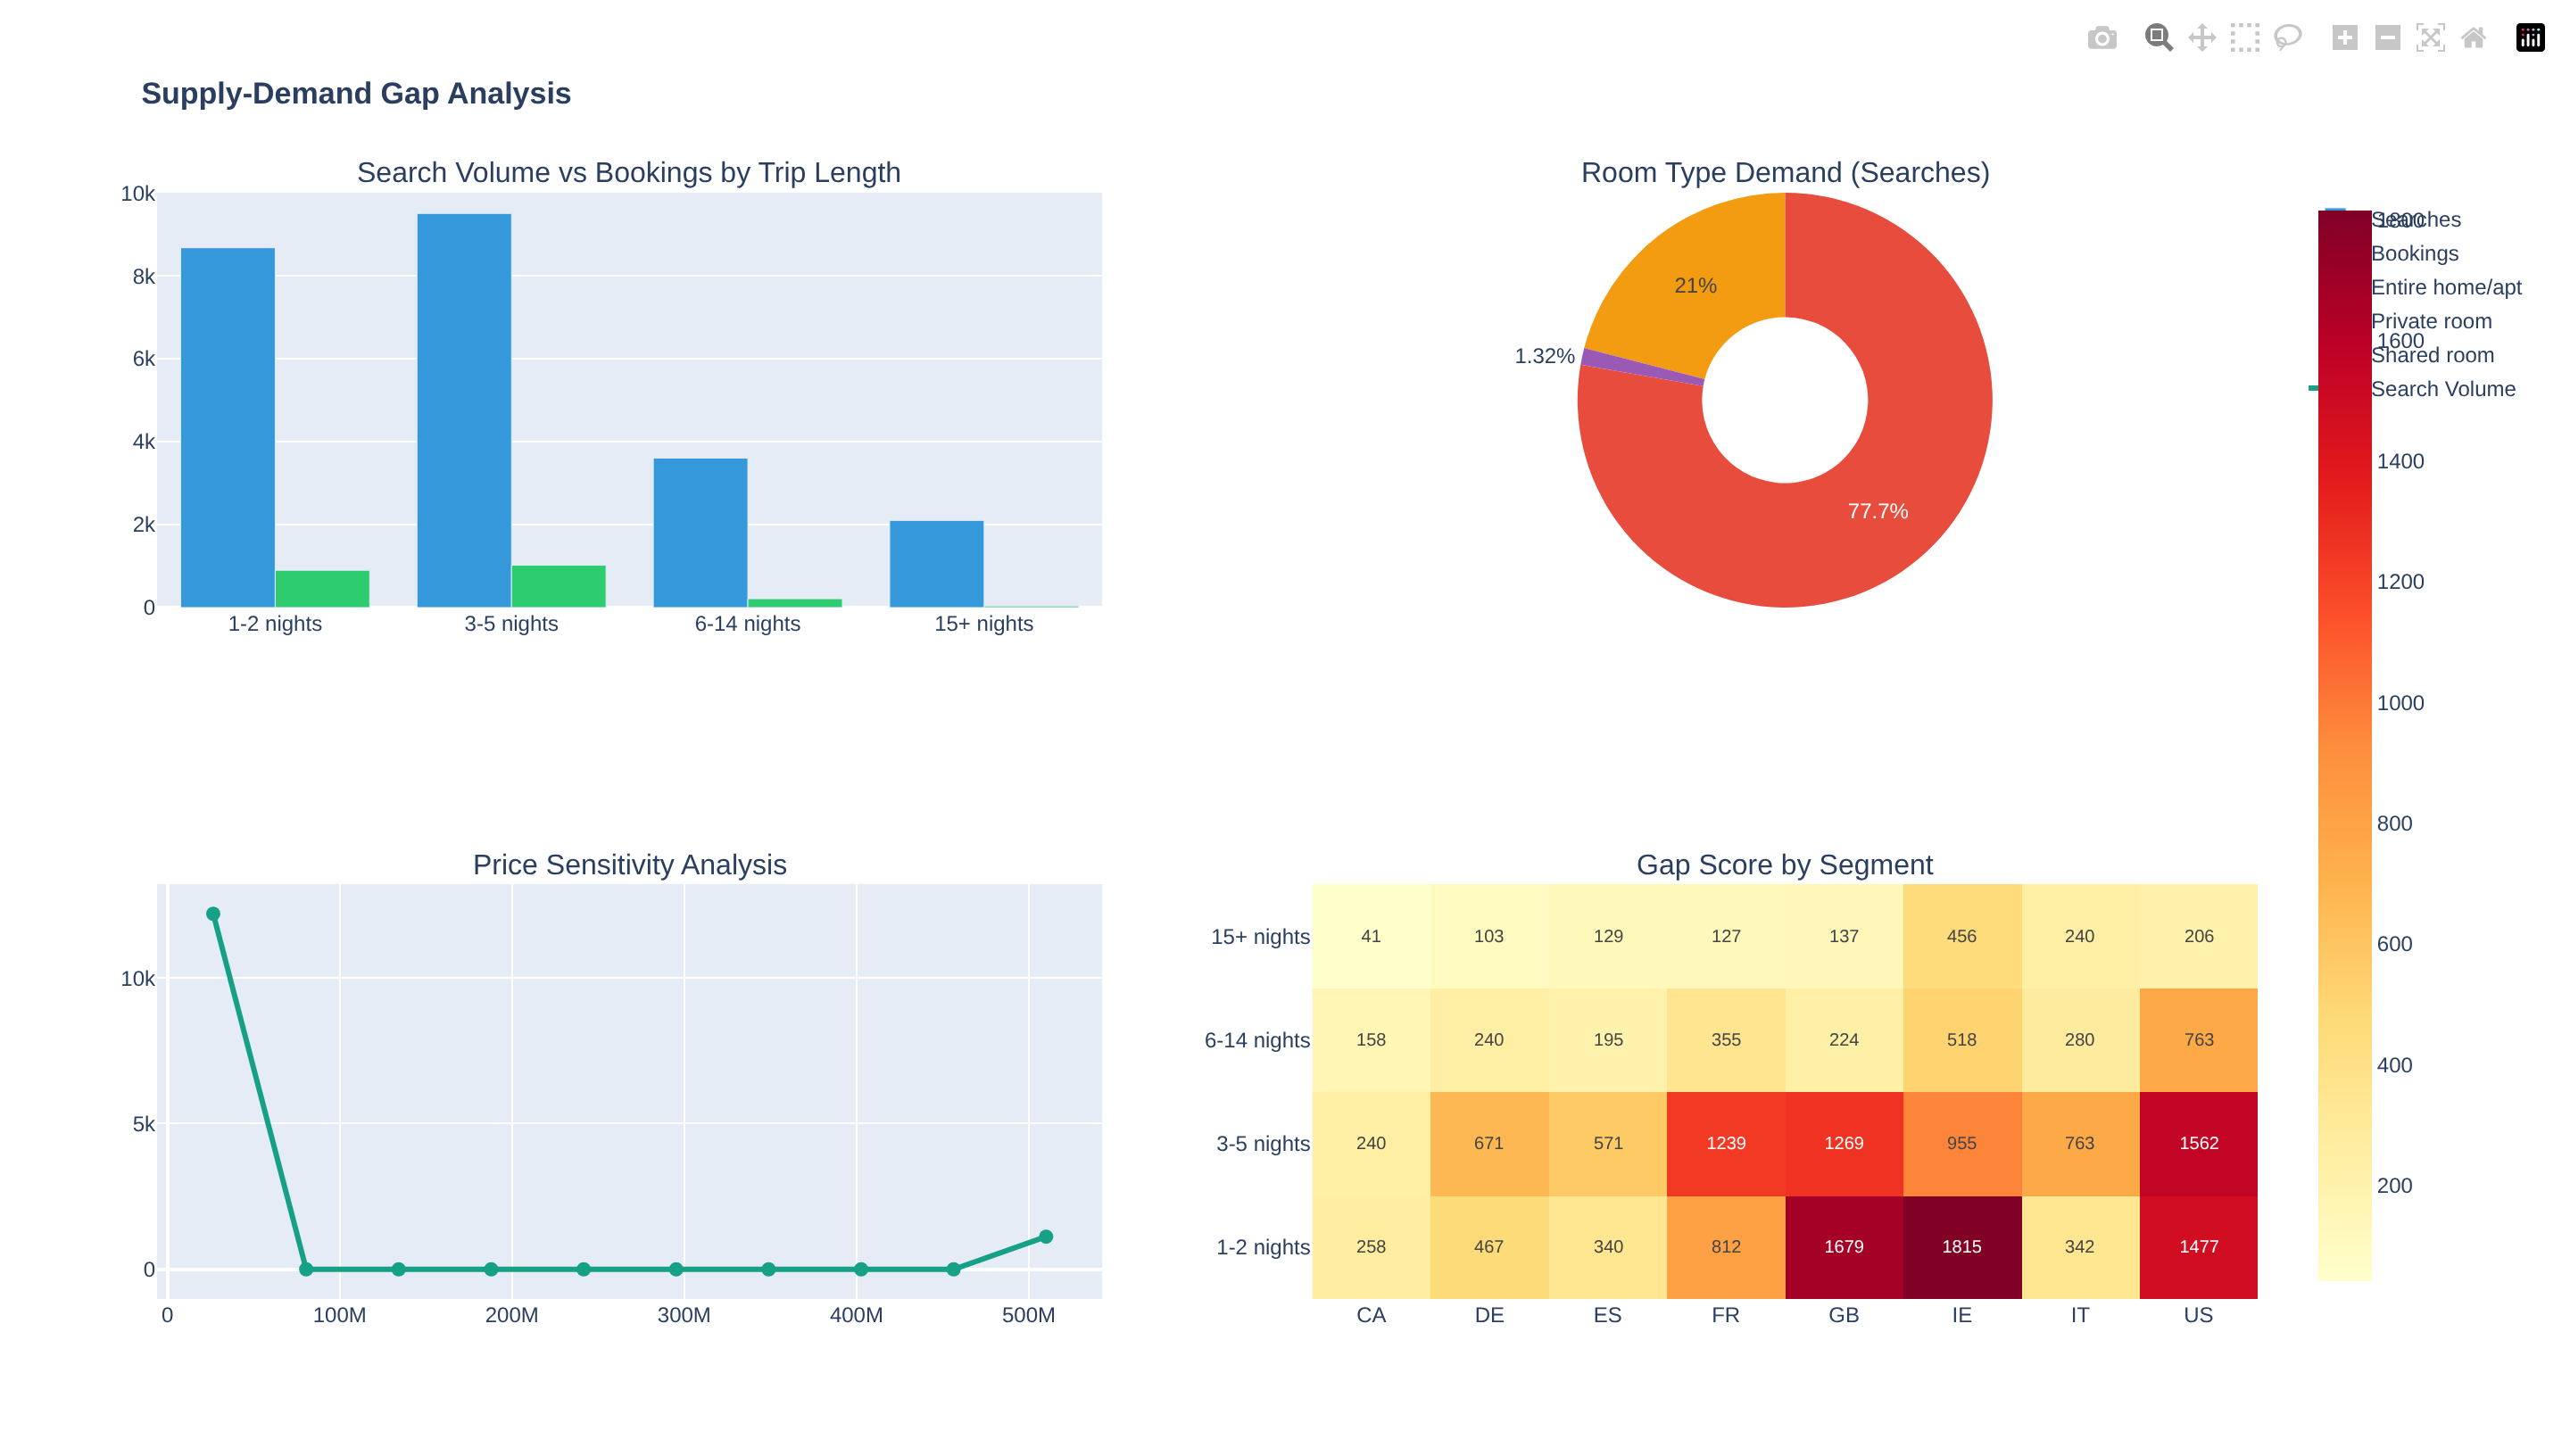 Supply-Demand Gap Analysis
Search Volume vs Bookings by Trip Length
10k
8k
6k
4k
2k
0
1-2 nights
3-5 nights
6-14 nights
15+ nights
Room Type Demand (Searches)
21%
1.32%
77.7%
Searches
Bookings
Entire home/apt
Private room
Shared room
Search Volume
1800
1600
1400
1200
1000
800
600
400
200
Price Sensitivity Analysis
10k
5k
0
0
100M
200M
300M
400M
500M
Gap Score by Segment
15+ nights 41 103 129 127 137 456 240 206
6-14 nights 158 240 195 355 224 518 280 763
3-5 nights 240 671 571 1239 1269 955 763 1562
1-2 nights 258 467 340 812 1679 1815 342 1477
CA DE ES FR GB IE IT US